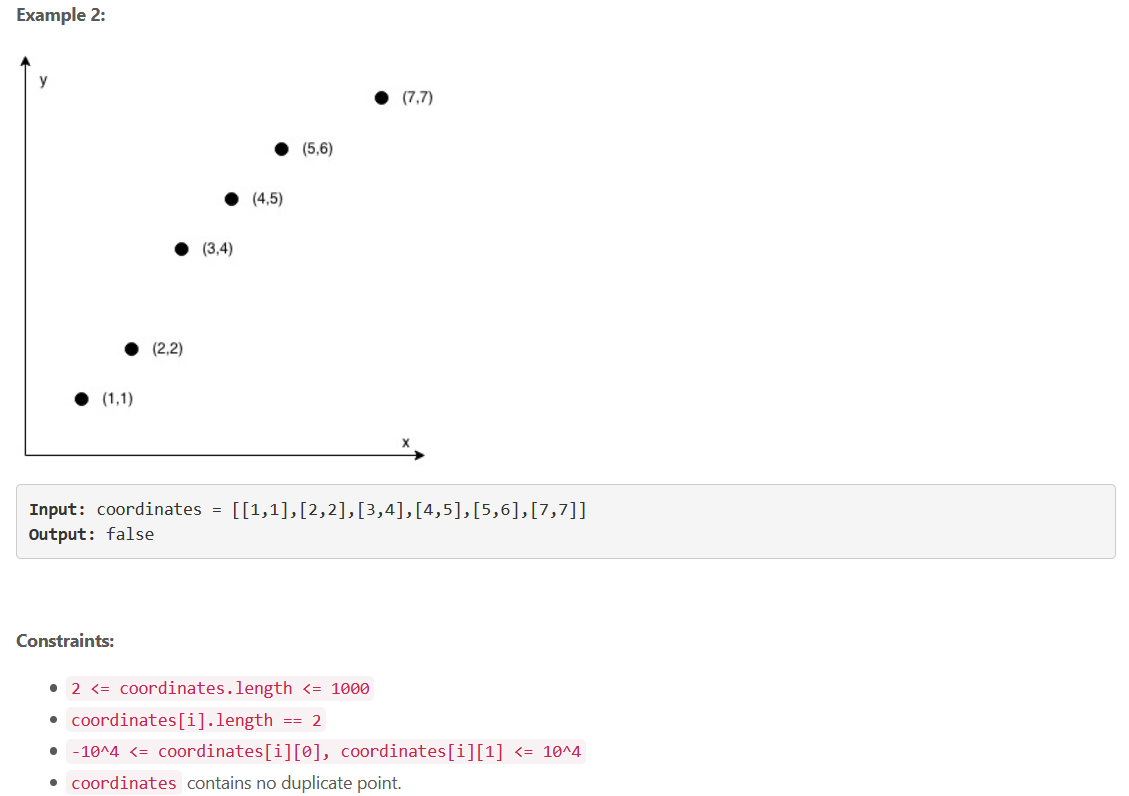 Example 2:
y
(7,7)
(5,6)
(4,5)
(3,4)
(2,2)
(1,1)
x
Input: coordinates = [[1,1],[2,2],[3,4],[4,5],[5,6],[7,7]]
Output: false
Constraints:
2 <= coordinates.length <= 1000
coordinates[i].length == 2
-10^4 <= coordinates[i][0], coordinates[i][1] <= 10^4
coordinates contains no duplicate point.